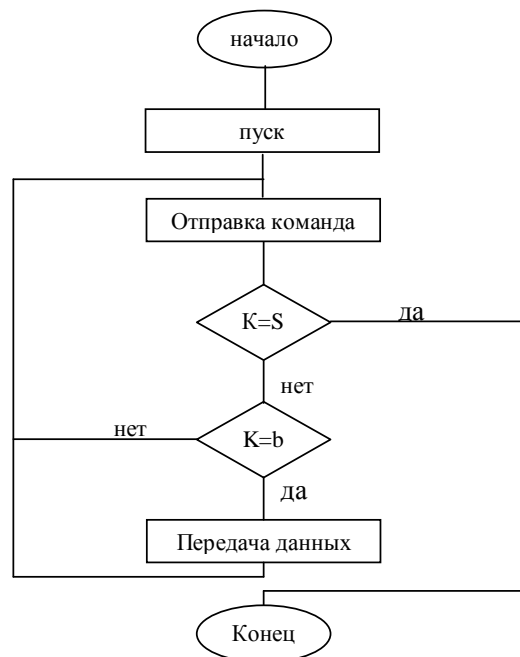 начало
пуск
Отправка команда
К=S
да
нет
нет
K=b
да
Передача данных
Конец